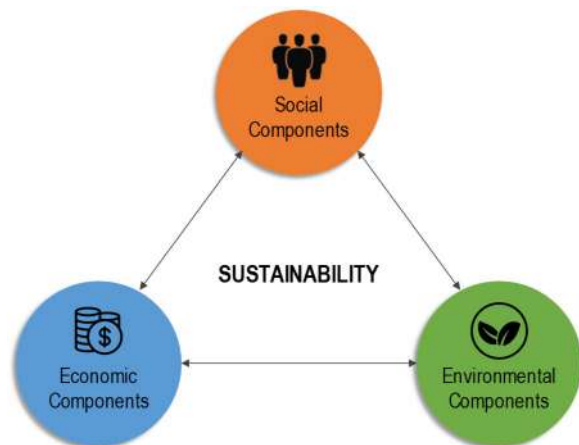 Social
Components
SUSTAINABILITY
$
Economic
Components
Environmental
Components